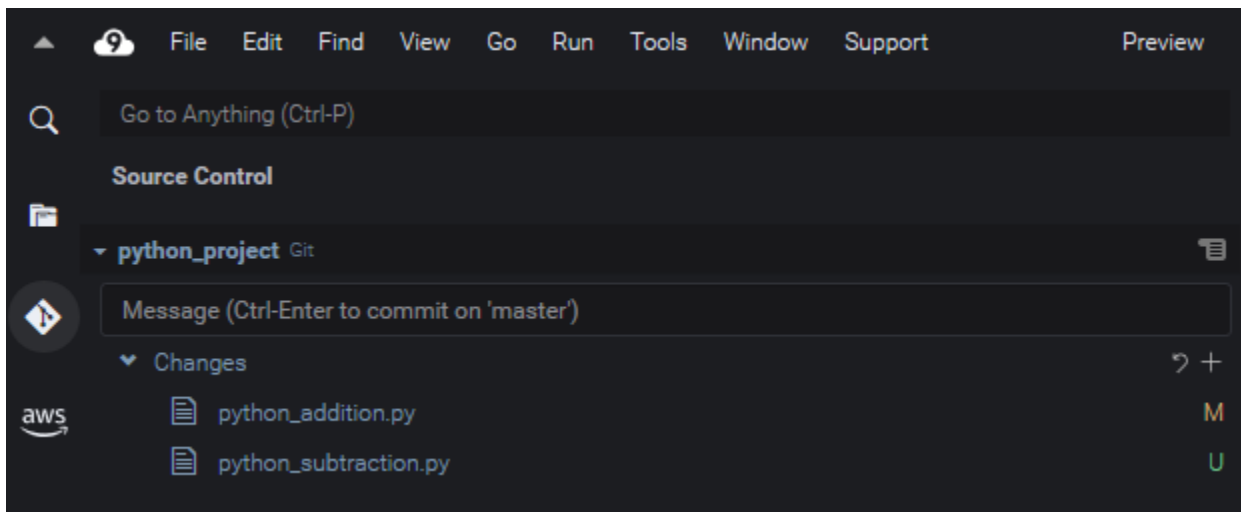 9 File Edit Find View Go Run Tools Window Support Preview
Go to Anything (Ctrl-P)
Source Control
python_project Git
Message (Ctrl-Enter to commit on 'master')
Changes
aws
python_addition.py M
python_subtraction.py U